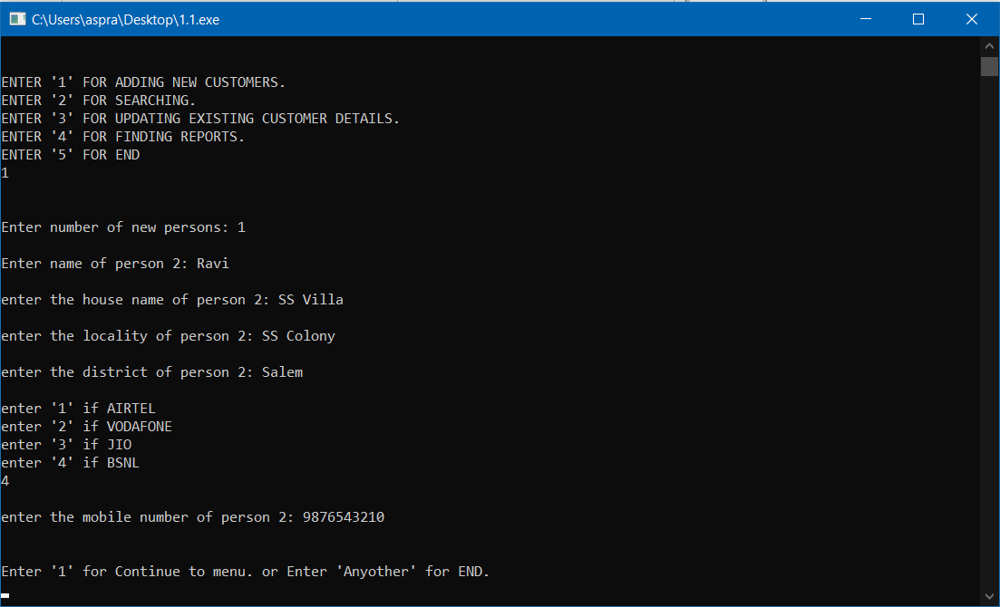 C:\Users\aspra\Desktop\1.1.exe
ENTER '1' FOR ADDING NEW CUSTOMERS.
ENTER '2' FOR SEARCHING.
ENTER '3' FOR UPDATING EXISTING CUSTOMER DETAILS.
ENTER '4' FOR FINDING REPORTS.
ENTER '5' FOR END
1
Enter number of new persons: 1
Enter name of person 2: Ravi
enter the house name of person 2: SS Villa
enter the locality of person 2: SS Colony
enter the district of person 2: Salem
enter '1' if AIRTEL
enter '2' if VODAFONE
enter '3' if JIO
enter '4' if BSNL
4
enter the mobile number of person 2: 9876543210
Enter '1' for Continue to menu. or Enter 'Anyother' for END.